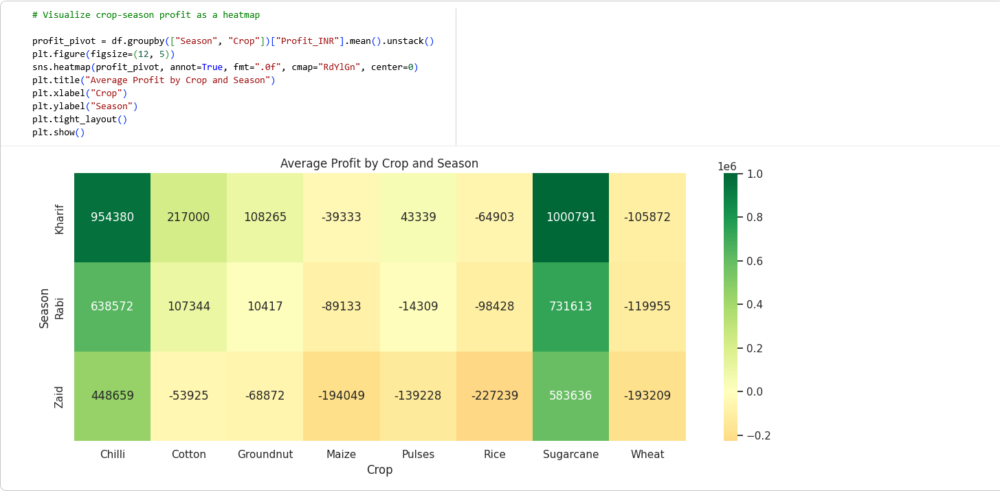 # Visualize crop-season profit as a heatmap
profit_pivot = df.groupby(["Season", "Crop"])["Profit_INR"].mean().unstack()
plt.figure(figsize=(12, 5))
sns.heatmap(profit_pivot, annot=True, fmt=".0f", cmap="RdYlGn", center=0)
plt.title("Average Profit by Crop and Season")
plt.xlabel("Crop")
plt.ylabel("Season")
plt.tight_layout()
plt.show()
Average Profit by Crop and Season
1e6
1.0
Kharif
954380 217000 108265 -39333 43339 -64903 1000791 -105872
0.8
0.6
Season
Rabi
638572 107344 10417 -89133 -14309 -98428 731613 -119955
0.4
0.2
Zaid
448659 -53925 -68872 -194049 -139228 -227239 583636 -193209
0.0
−0.2
Chilli Cotton Groundnut Maize Pulses Rice Sugarcane Wheat
Crop